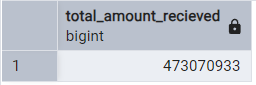 total_amount_recieved
bigint
1 473070933